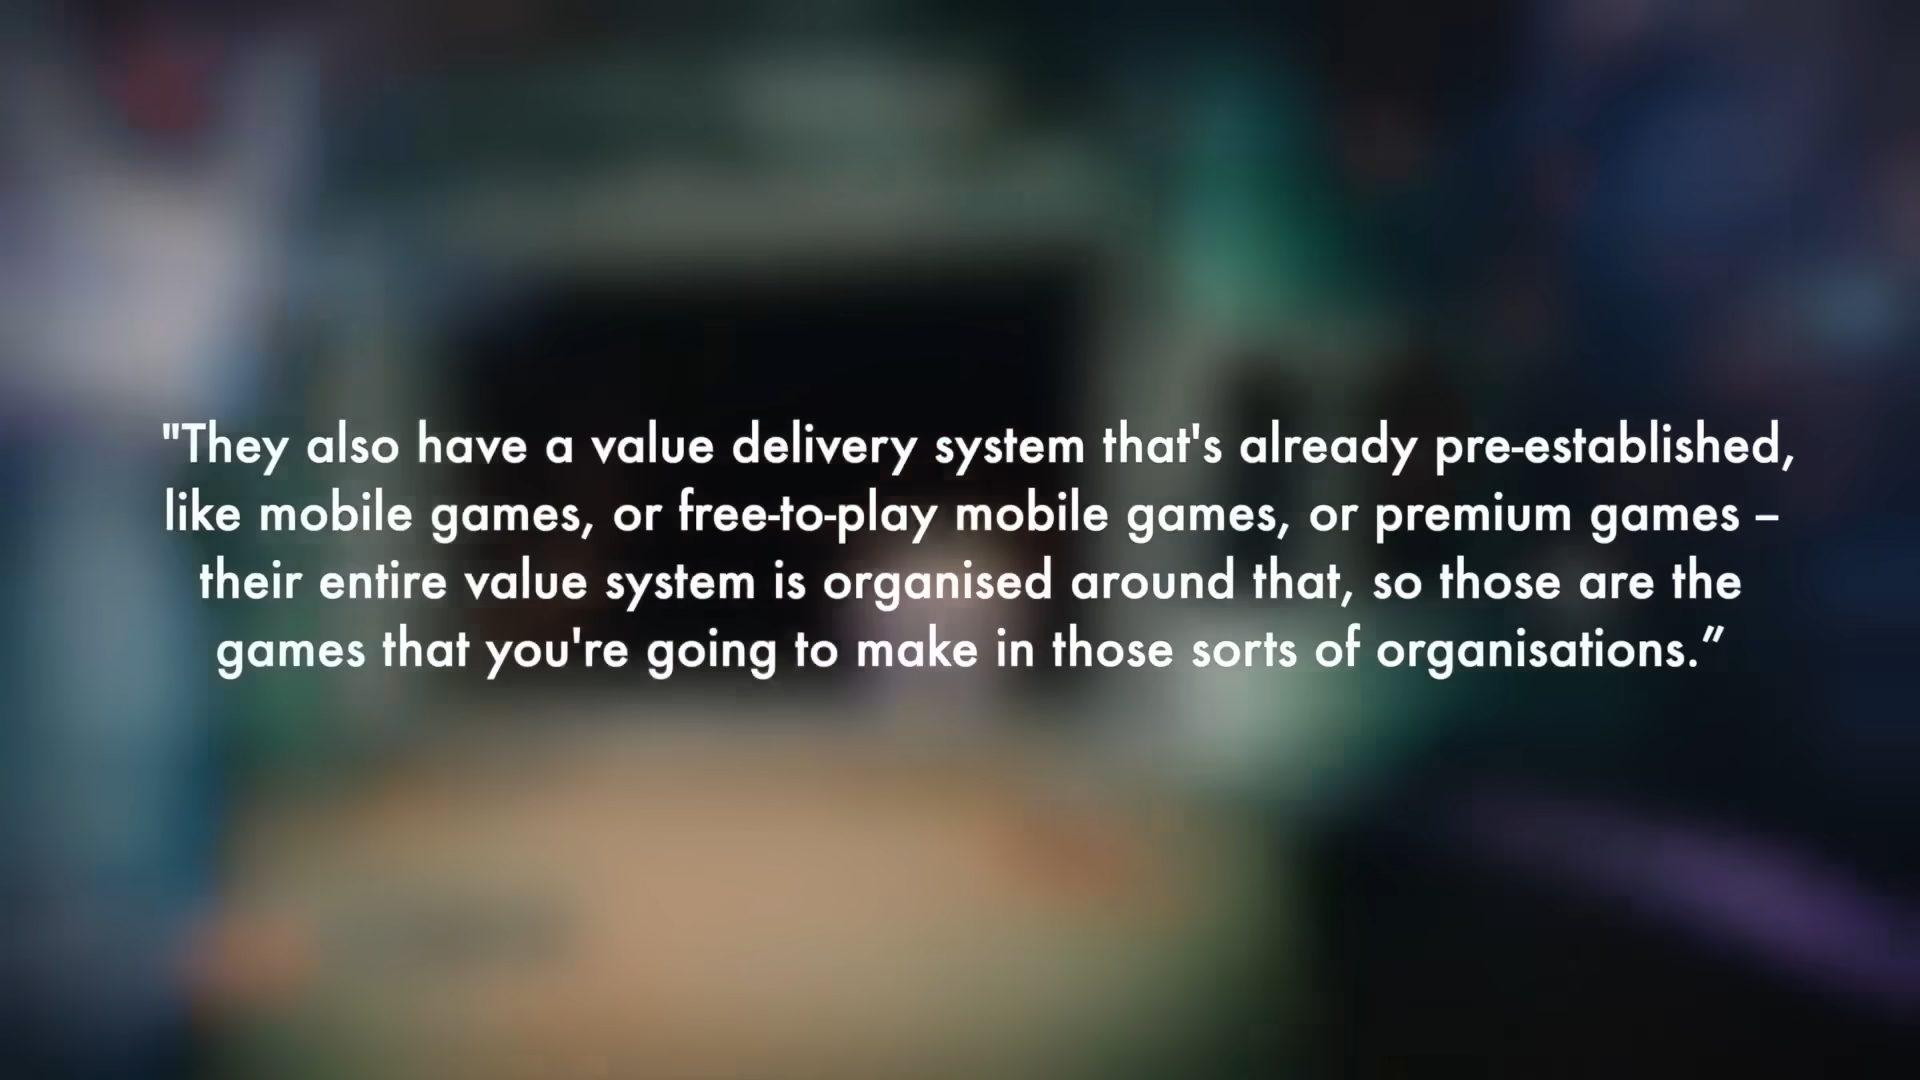 "They also have a value delivery system that's already pre-established,
like mobile games, or free-to-play mobile games, or premium games –
their entire value system is organised around that, so those are the
games that you're going to make in those sorts of organisations.”